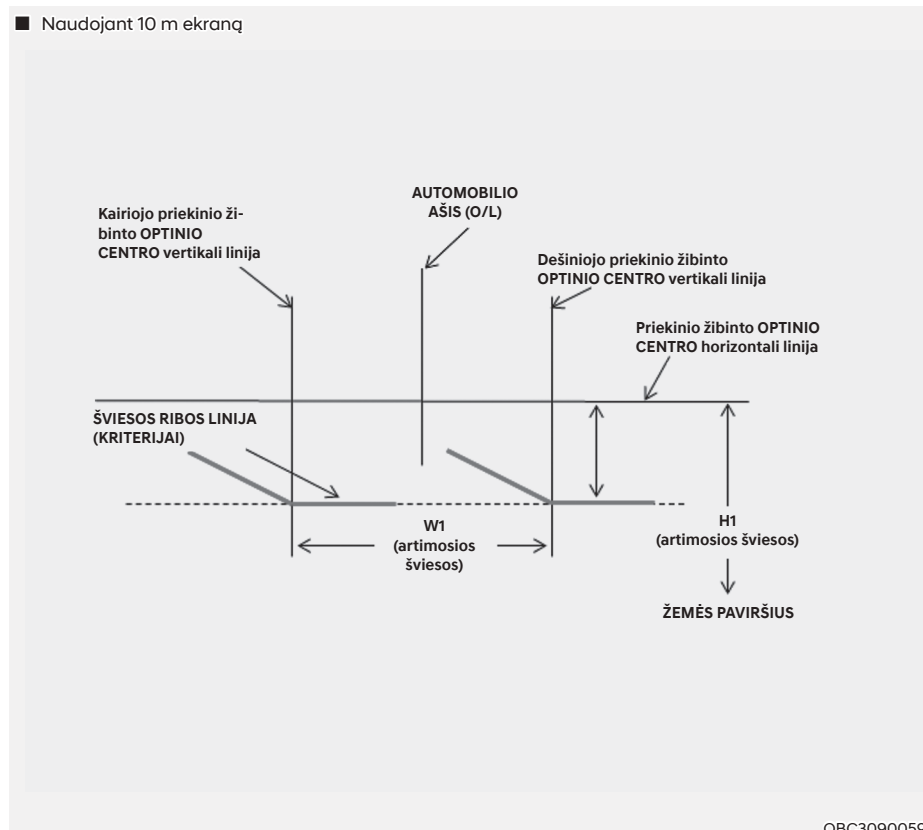 ■ Naudojant 10 m ekraną
AUTOMOBILIO
AŠIS (O/L)
Kairiojo priekinio ži-
binto OPTINIO
CENTRO vertikali linija
Dešiniojo priekinio žibinto
OPTINIO CENTRO vertikali linija
Priekinio žibinto OPTINIO
CENTRO horizontali linija
ŠVIESOS RIBOS LINIJA
(KRITERIJAI)
W1
(artimosios
šviesos)
H1
(artimosios šviesos)
ŽEMĖS PAVIRŠIUS
OBC3090059